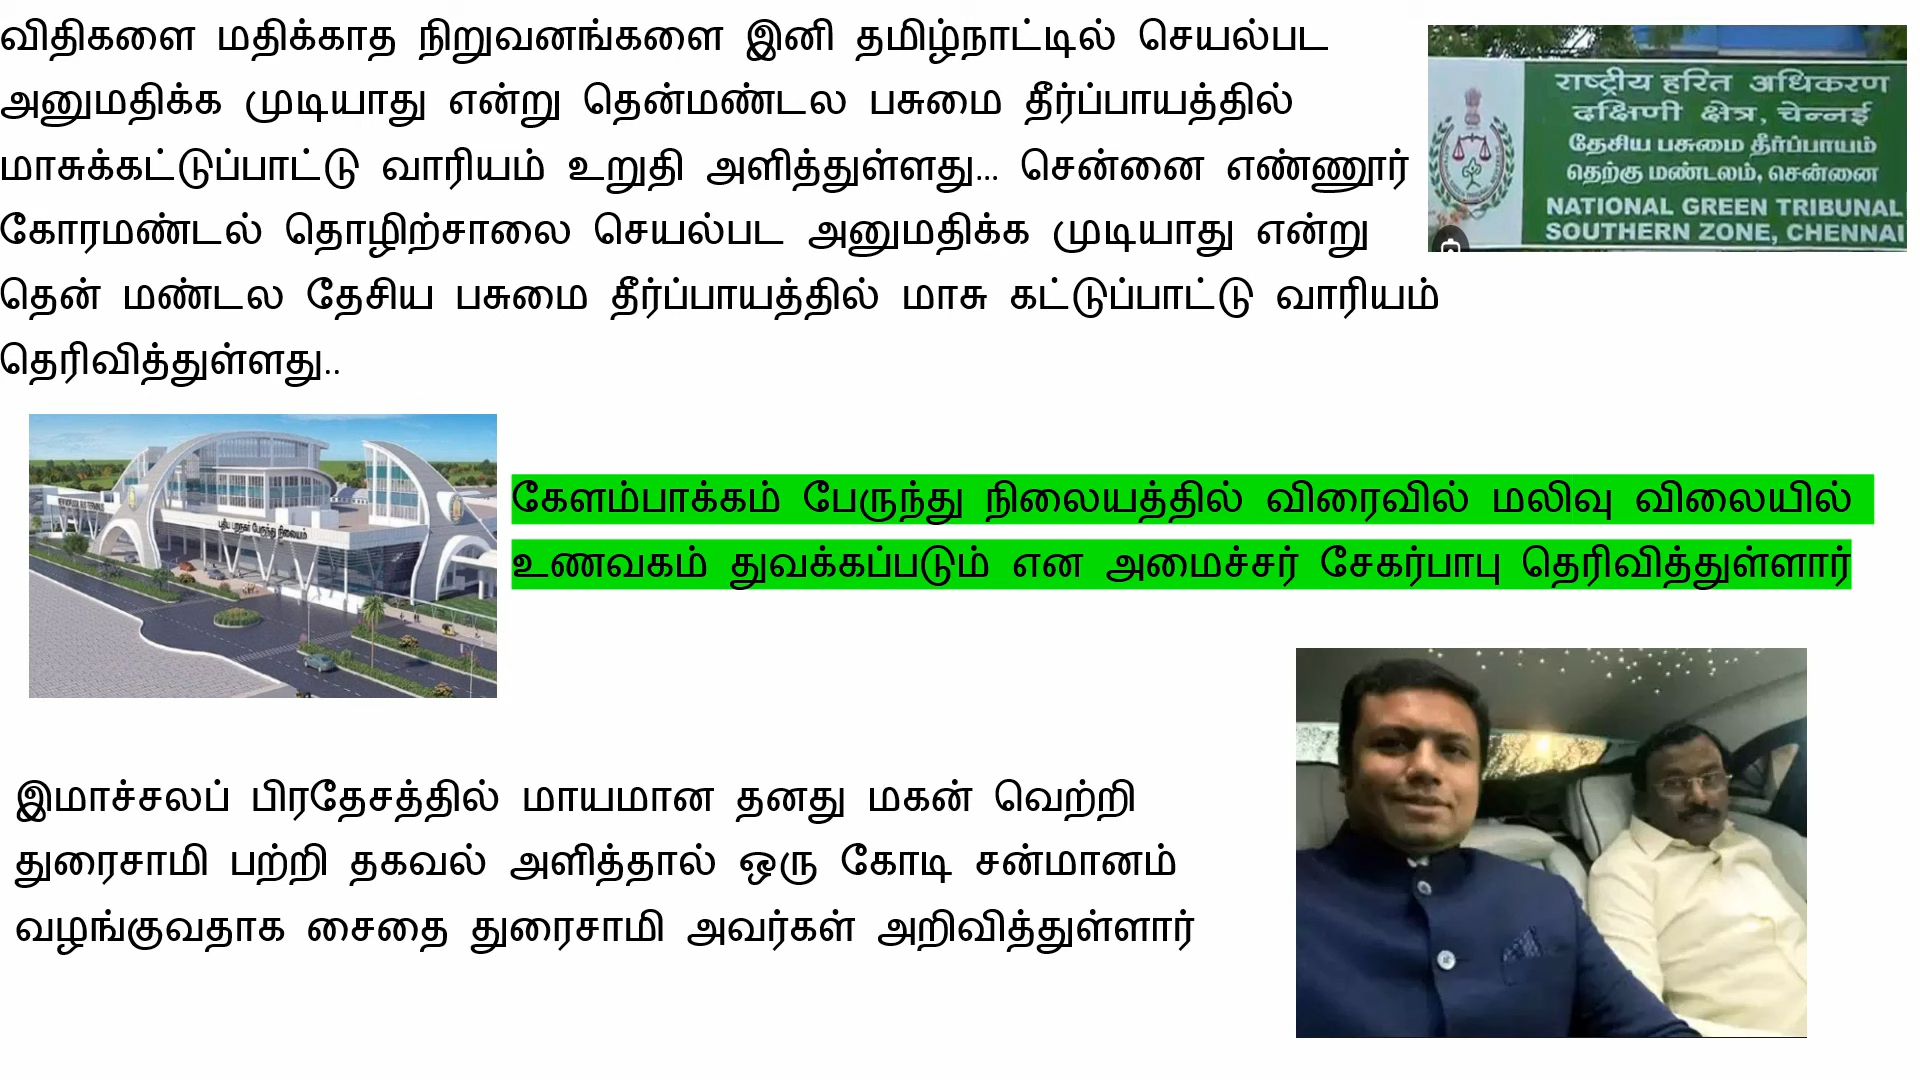 விதிகளை மதிக்காத நிறுவனங்களை இனி தமிழ்நாட்டில் செயல்பட
அனுமதிக்க முடியாது என்று தென்மண்டல பசுமை தீர்ப்பாயத்தில்
மாசுக்கட்டுப்பாட்டு வாரியம் உறுதி அளித்துள்ளது... சென்னை எண்ணூர்
கோரமண்டல் தொழிற்சாலை செயல்பட அனுமதிக்க முடியாது என்று
தென் மண்டல தேசிய பசுமை தீர்ப்பாயத்தில் மாசு கட்டுப்பாட்டு வாரியம்
தெரிவித்துள்ளது..
राष्ट्रीय हरित अधिकरण
दक्षिणी क्षेत्र, चेन्नई
தேசிய பசுமை தீர்ப்பாயம்
தெற்கு மண்டலம், சென்னை
NATIONAL GREEN TRIBUNAL
SOUTHERN ZONE, CHENNAI
புதிய புறநகர் பேருந்து நிலையம்
கேளம்பாக்கம் பேருந்து நிலையத்தில் விரைவில் மலிவு விலையில்
உணவகம் துவக்கப்படும் என அமைச்சர் சேகர்பாபு தெரிவித்துள்ளார்
இமாச்சலப் பிரதேசத்தில் மாயமான தனது மகன் வெற்றி
துரைசாமி பற்றி தகவல் அளித்தால் ஒரு கோடி சன்மானம்
வழங்குவதாக சைதை துரைசாமி அவர்கள் அறிவித்துள்ளார்